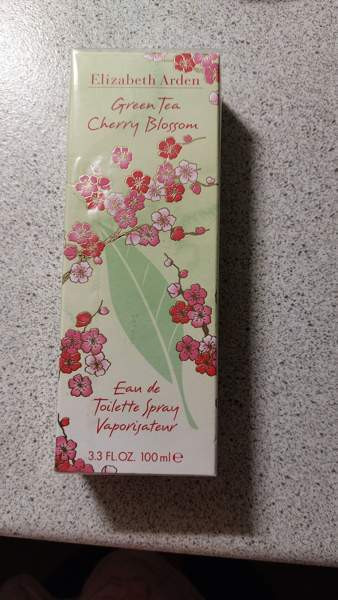 Elizabeth Arden
Green Tea
Cherry Blossom
Eau de
Toilette Spray
Vaporisateur
3.3 FL.OZ. 100ml℮